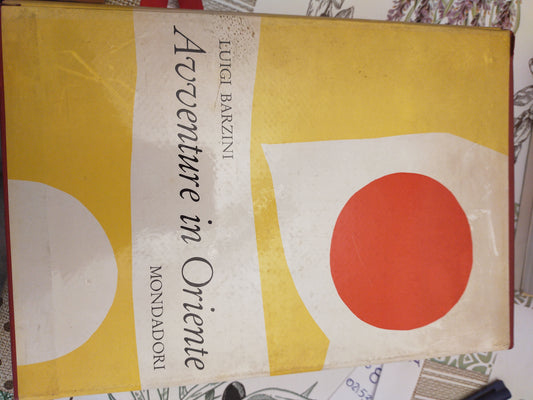 LUIGI BARZINI
Avventure in Oriente
MONDADORI